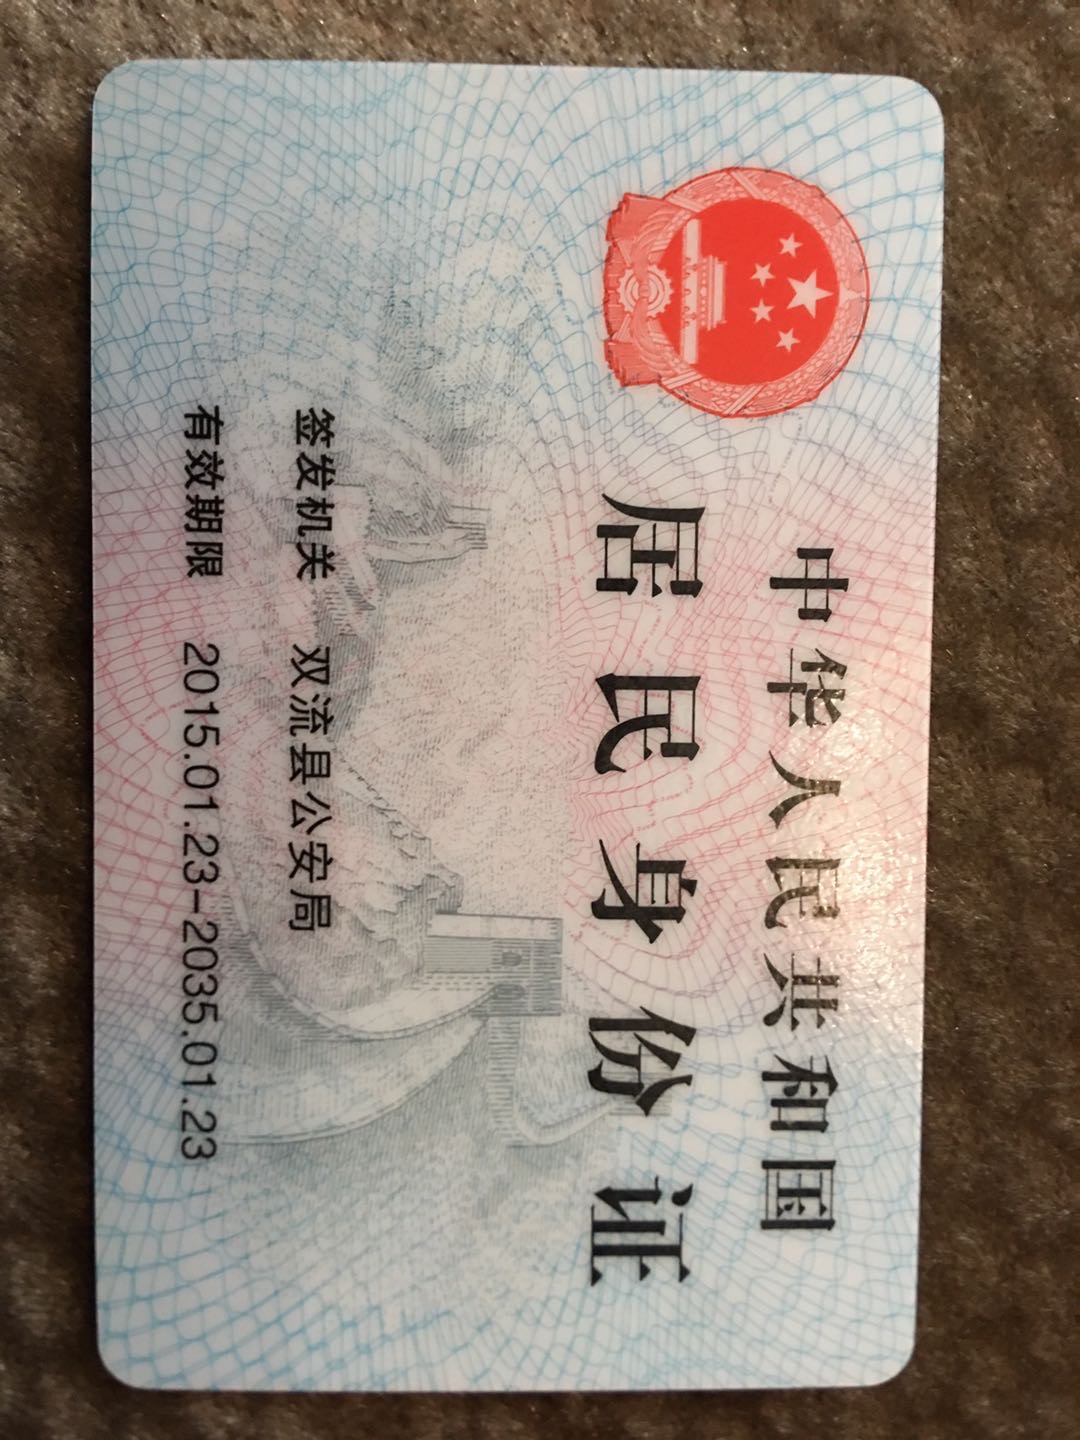 中华人民共和国
居民身份证
签发机关 双流县公安局
有效期限 2015.01.23-2035.01.23